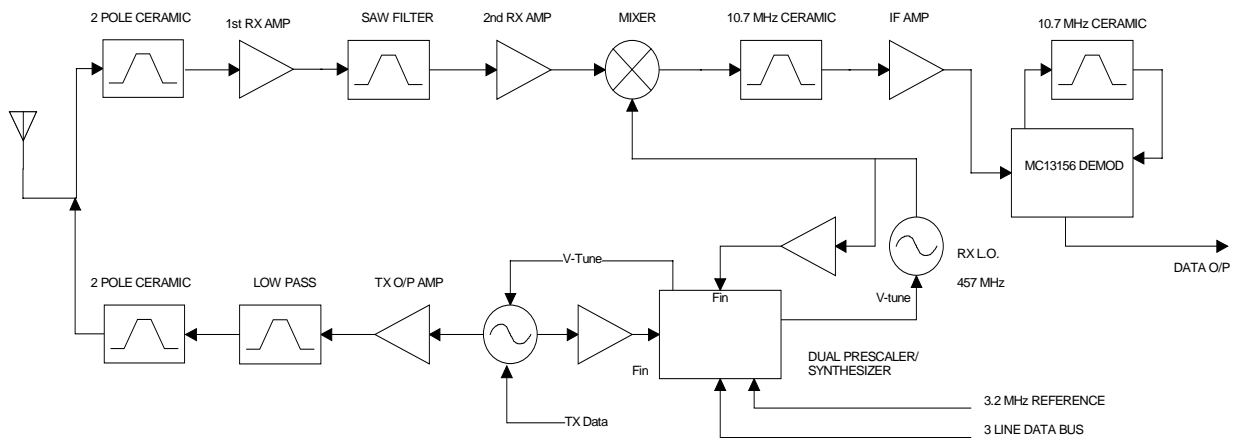 2 POLE CERAMIC
1st RX AMP
SAW FILTER
2nd RX AMP
MIXER
10.7 MHz CERAMIC
IF AMP
10.7 MHz CERAMIC
MC13156 DEMOD
DATA O/P
RX L.O.
457 MHz
V-tune
2 POLE CERAMIC
LOW PASS
TX O/P AMP
V-Tune
Fin
Fin
DUAL PRESCALER/
SYNTHESIZER
TX Data
3.2 MHz REFERENCE
3 LINE DATA BUS